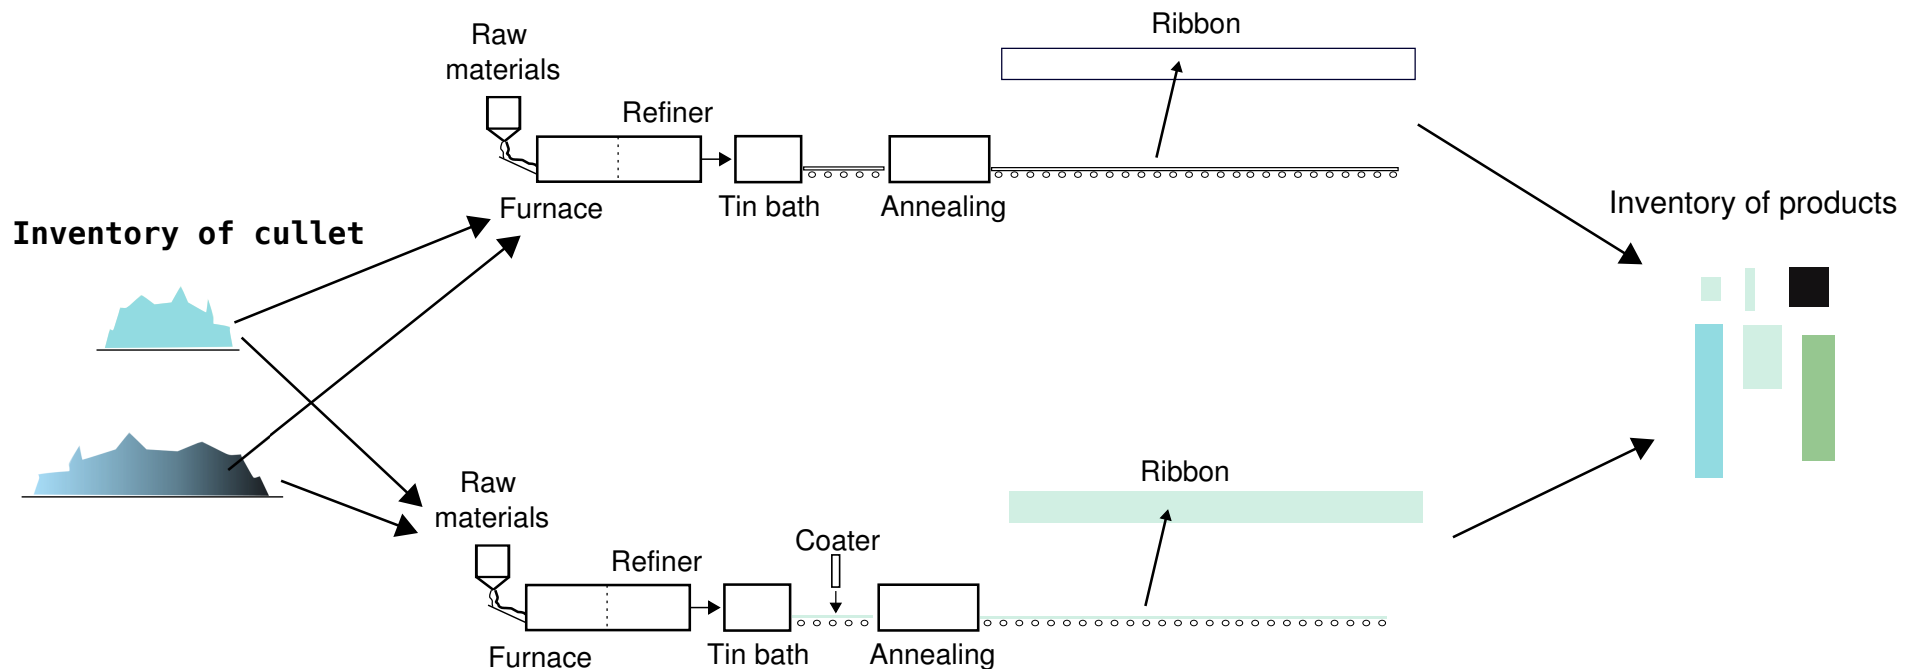 Ribbon
Raw
materials
Refiner
Furnace
Tin bath
Annealing
Inventory of products
Inventory of cullet
Ribbon
Raw
materials
Coater
Refiner
Furnace
Tin bath
Annealing